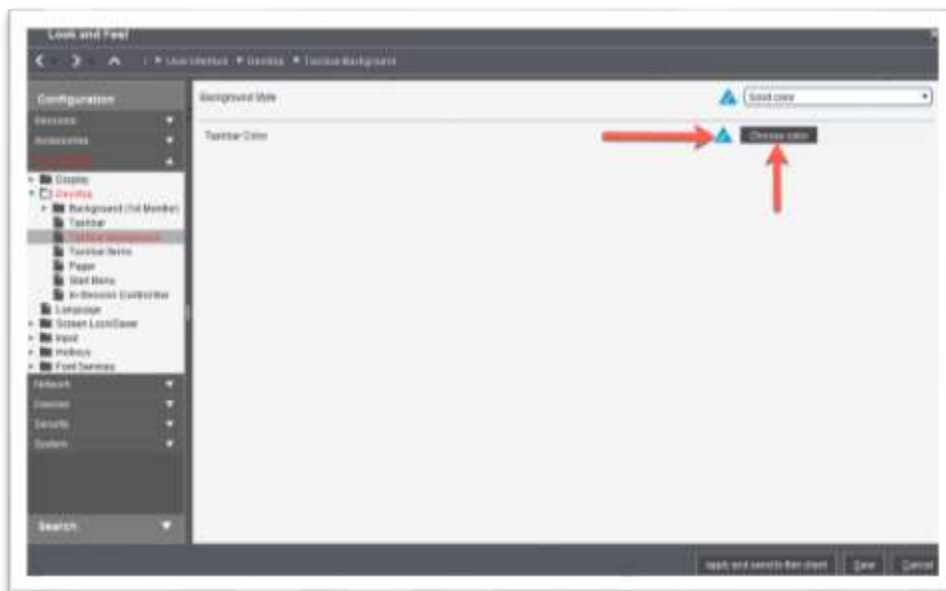 Look and Feel
User Interface Desktop Taskbar Background
Configuration
Background Style
Solid color
Sessions
Taskbar Color
Choose color
Accessories
Display
Desktop
Background (1st Monitor)
Taskbar
Taskbar Background
Taskbar Items
Pager
Start Menu
In-Session Control Bar
Language
Screen Lock/Saver
Input
Hotkeys
Font Services
Network
Devices
Security
System
Search
Apply and send to thin client
Save
Cancel